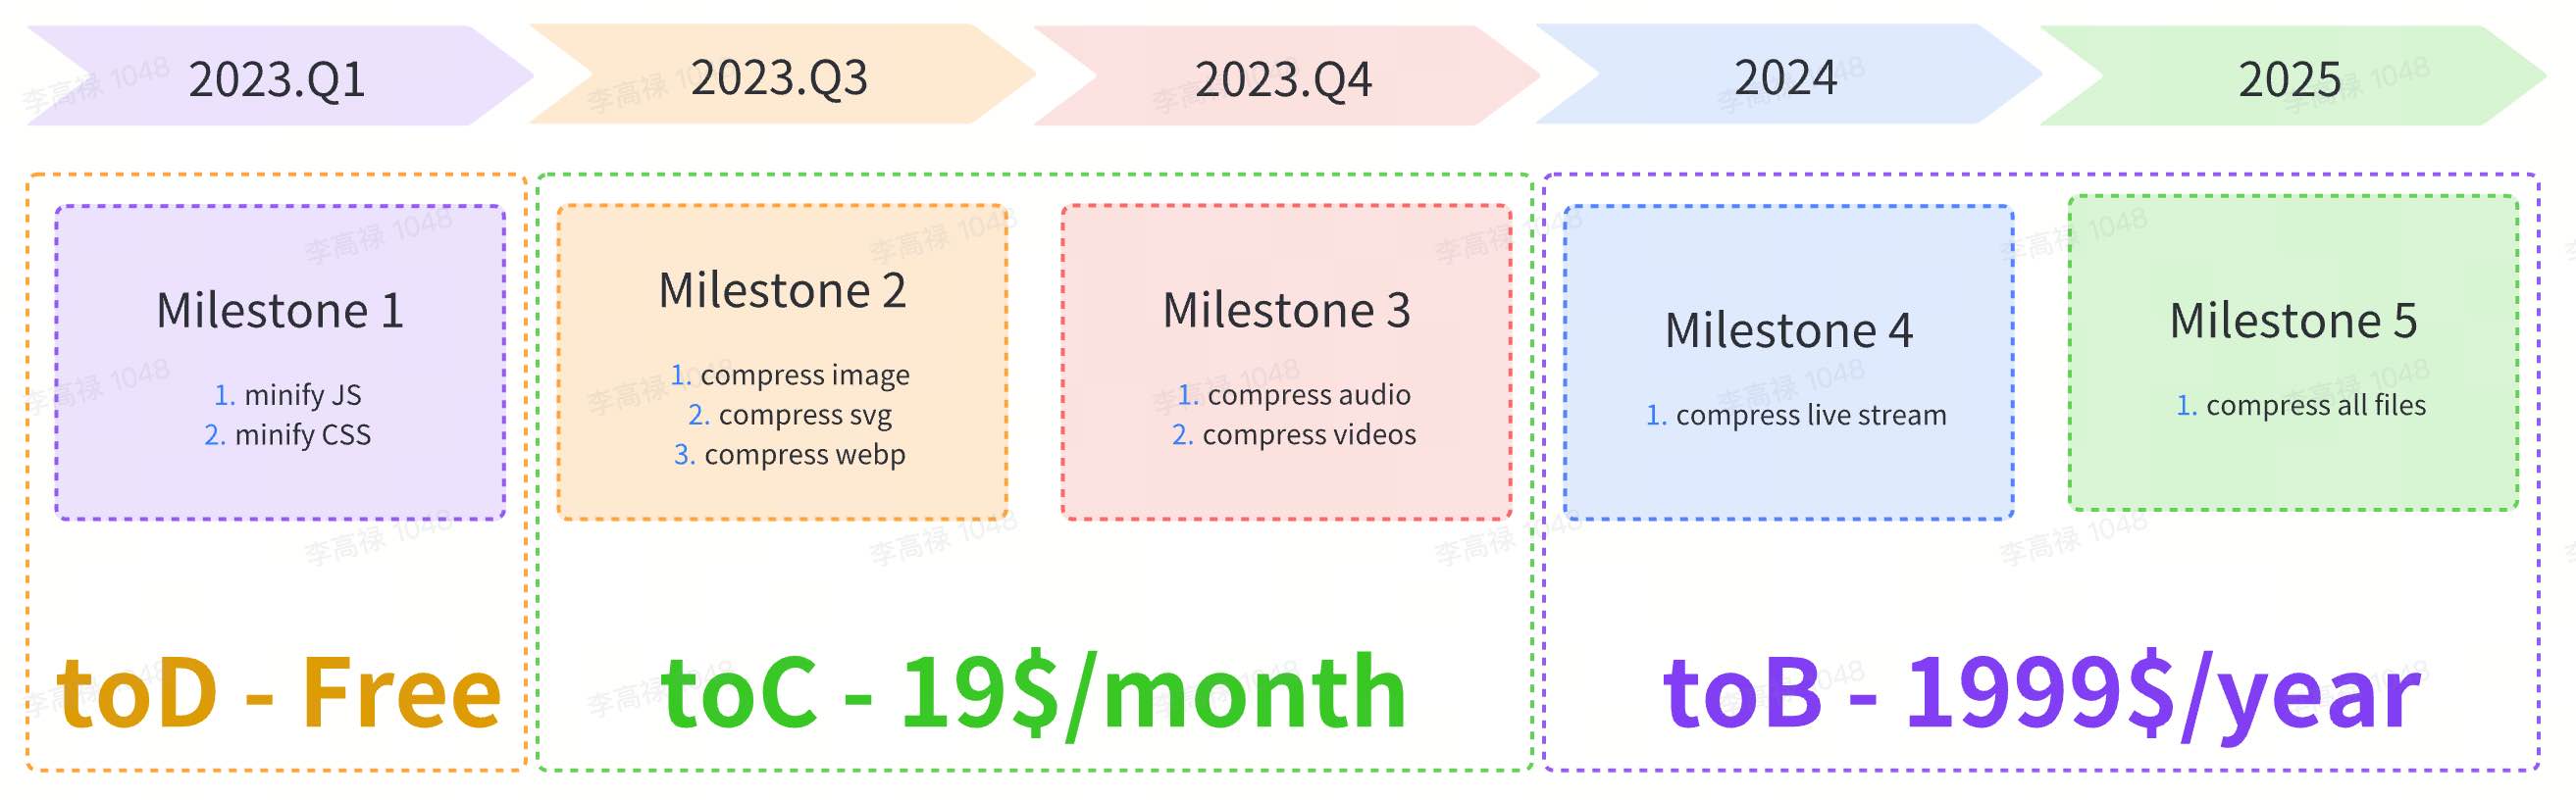 2023.Q1
2023.Q3
2023.Q4
2024
2025
Milestone 1
1. minify JS
2. minify CSS
Milestone 2
1. compress image
2. compress svg
3. compress webp
Milestone 3
1. compress audio
2. compress videos
Milestone 4
1. compress live stream
Milestone 5
1. compress all files
toD - Free
toC - 19$/month
toB - 1999$/year
李高禄 1048